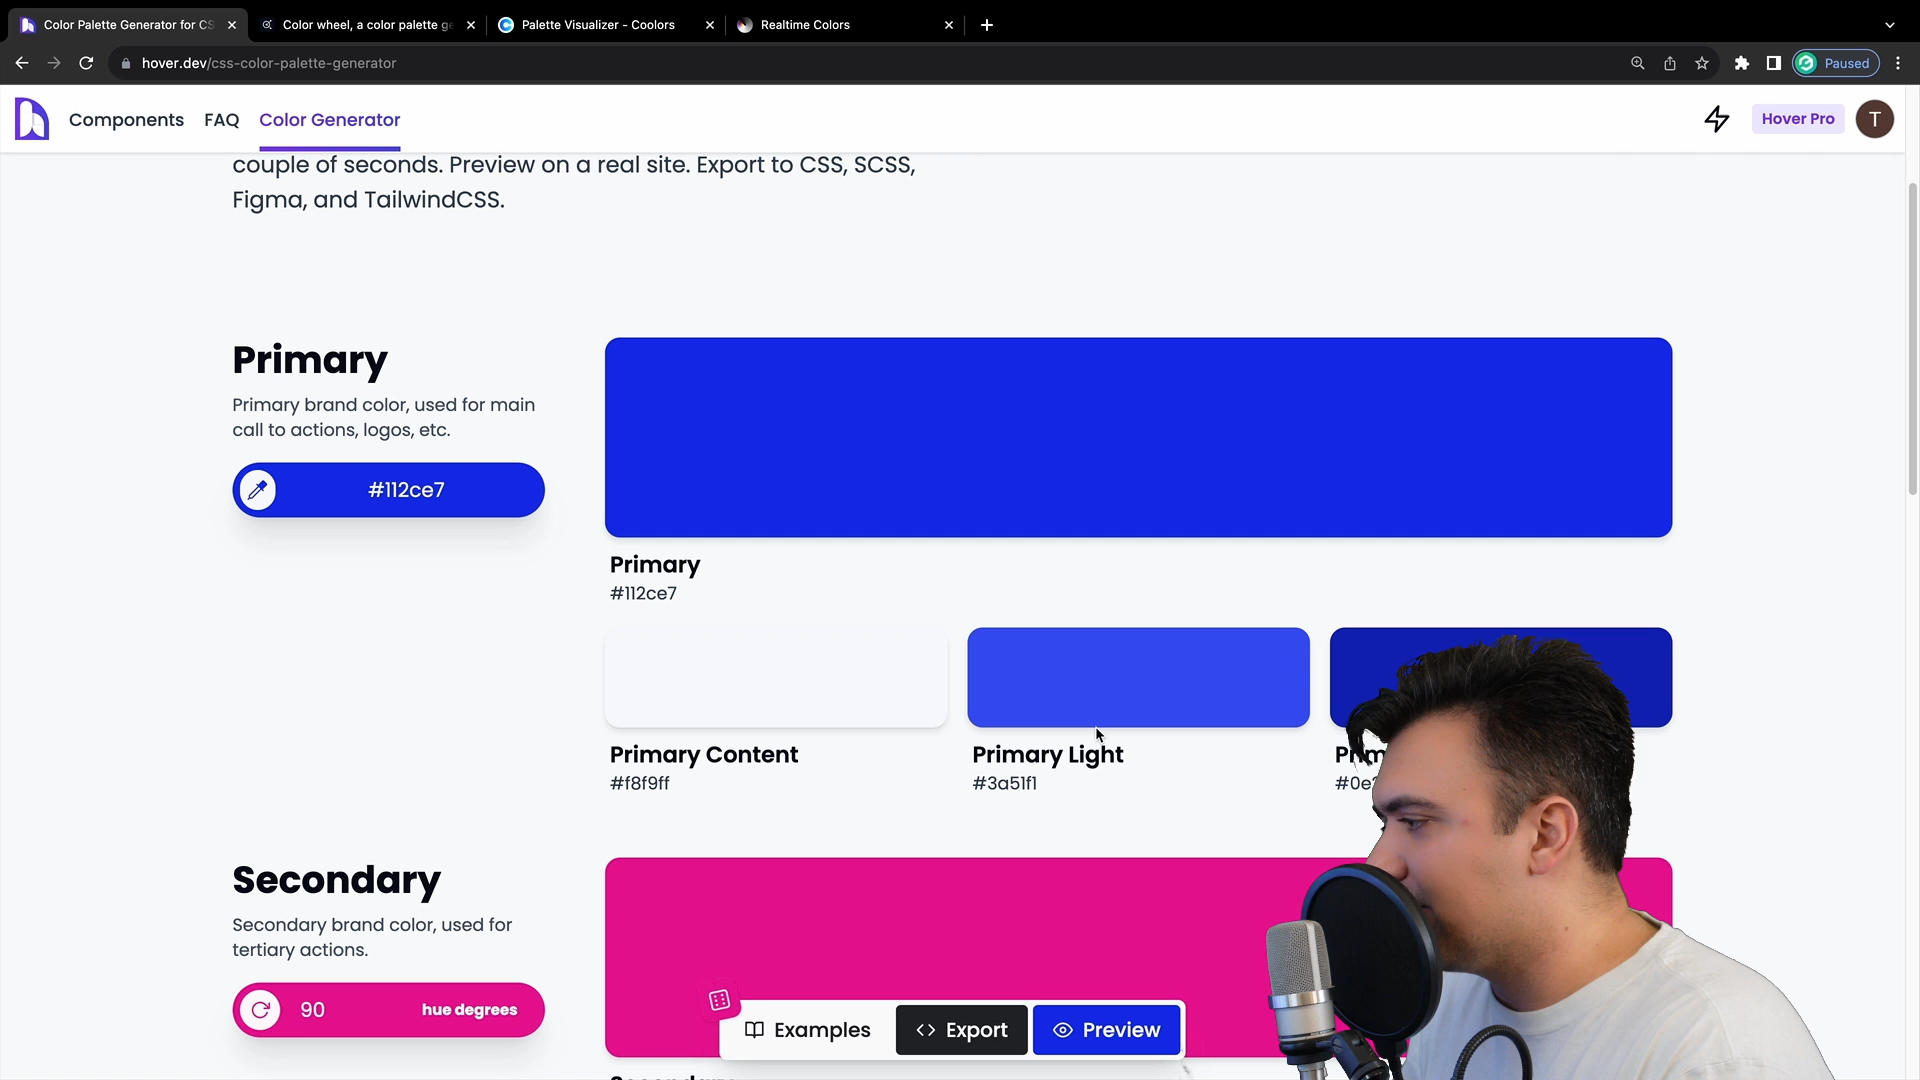 Color Palette Generator for CS
Color wheel, a color palette ge
Palette Visualizer - Coolors
Realtime Colors
hover.dev/css-color-palette-generator
Paused
Components
FAQ
Color Generator
Hover Pro
T
couple of seconds. Preview on a real site. Export to CSS, SCSS,
Figma, and TailwindCSS.
Primary
Primary brand color, used for main
call to actions, logos, etc.
#112ce7
Primary
#112ce7
Primary Content
#f8f9ff
Primary Light
#3a51f1
Prim
#0e
Secondary
Secondary brand color, used for
tertiary actions.
90
hue degrees
Examples
Export
Preview